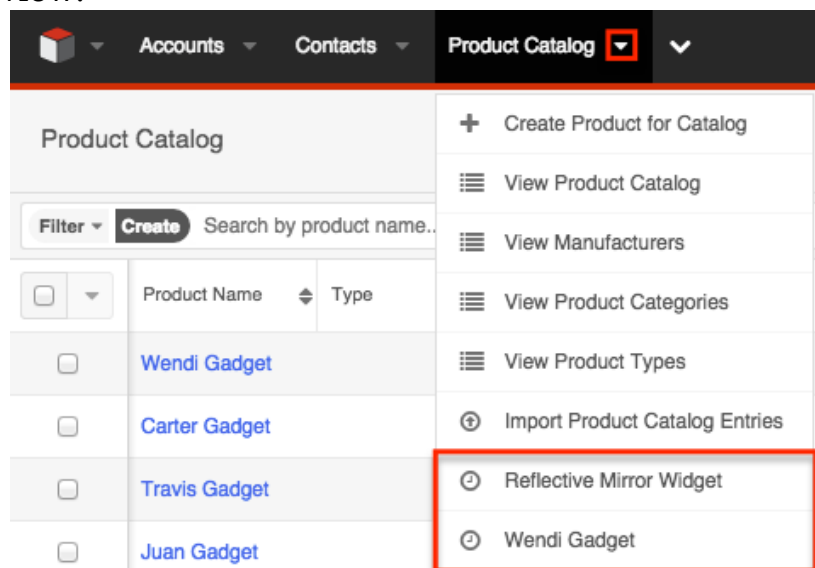 Accounts Contacts Product Catalog
Product Catalog
Filter Create Search by product name..
Product Name Type
Wendi Gadget
Carter Gadget
Travis Gadget
Juan Gadget
Create Product for Catalog
View Product Catalog
View Manufacturers
View Product Categories
View Product Types
Import Product Catalog Entries
Reflective Mirror Widget
Wendi Gadget